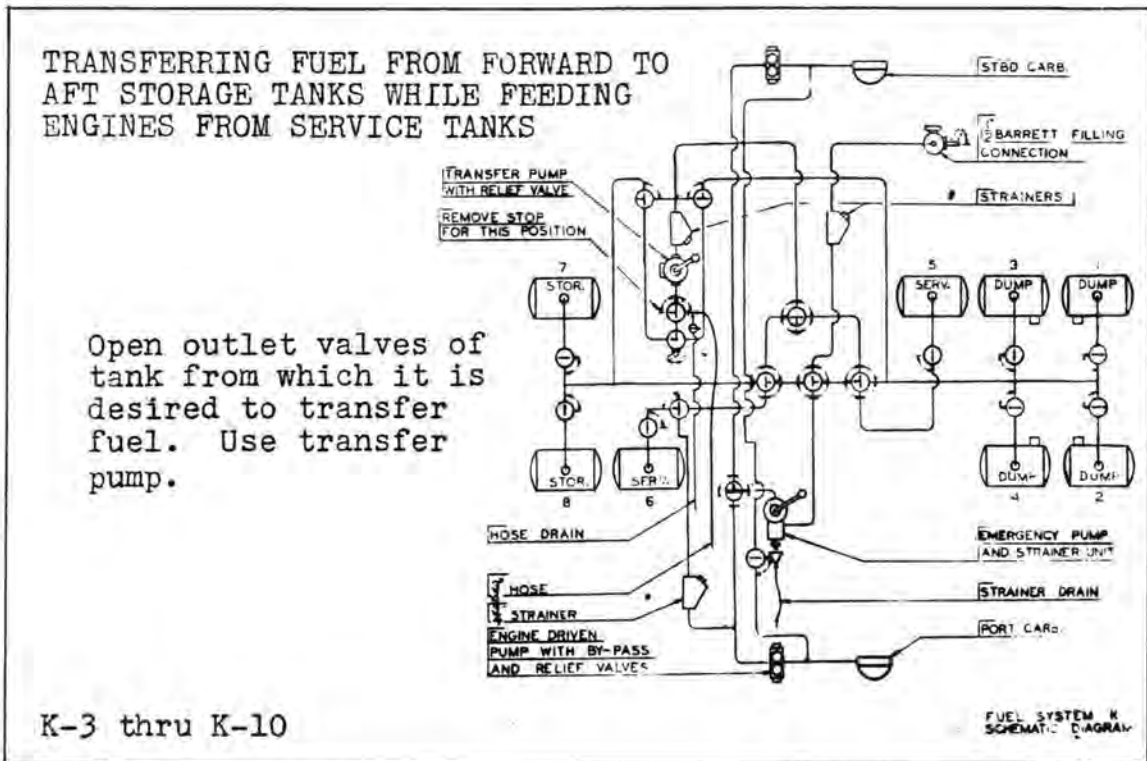 TRANSFERRING FUEL FROM FORWARD TO
AFT STORAGE TANKS WHILE FEEDING
ENGINES FROM SERVICE TANKS
STBD CARB.
1/2 BARRETT FILLING
CONNECTION
TRANSFER PUMP
WITH RELIEF VALVE
STRAINERS
REMOVE STOP
FOR THIS POSITION
7
STOR.
5
SERV.
3
DUMP
1
DUMP
Open outlet valves of
tank from which it is
desired to transfer
fuel. Use transfer
pump.
STOR.
8
SERV.
6
DUMP
4
DUMP
2
HOSE DRAIN
EMERGENCY PUMP
AND STRAINER UNIT
HOSE
STRAINER
STRAINER DRAIN
ENGINE DRIVEN
PUMP WITH BY-PASS
AND RELIEF VALVES
PORT CARB.
K-3 thru K-10
FUEL SYSTEM K
SCHEMATIC DIAGRAM